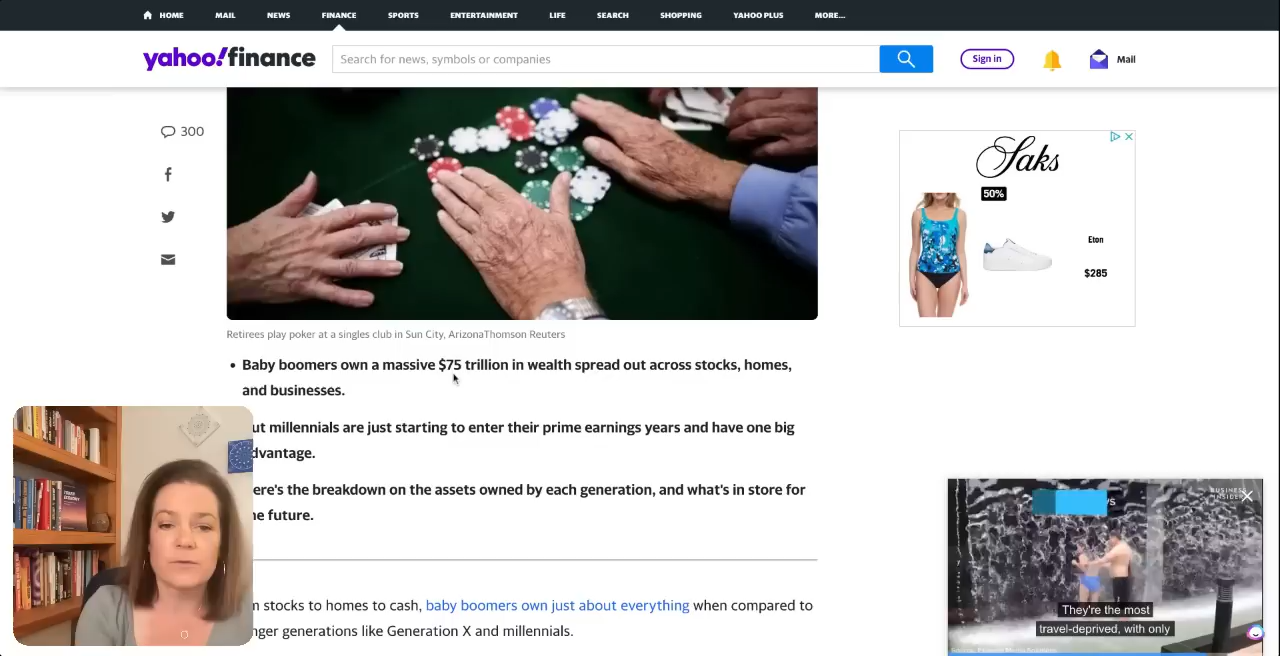 HOME MAIL NEWS FINANCE SPORTS ENTERTAINMENT LIFE SEARCH SHOPPING YAHOO PLUS MORE...
yahoo!finance
Search for news, symbols or companies
Sign in
Mail
300
Saks
50%
Eton
$285
Retirees play poker at a singles club in Sun City, ArizonaThomson Reuters
• Baby boomers own a massive $75 trillion in wealth spread out across stocks, homes,
and businesses.
ut millennials are just starting to enter their prime earnings years and have one big
dvantage.
ere's the breakdown on the assets owned by each generation, and what's in store for
e future.
stocks to homes to cash, baby boomers own just about everything when compared to
nger generations like Generation X and millennials.
BUSINESS
INSIDER
They're the most
travel-deprived, with only